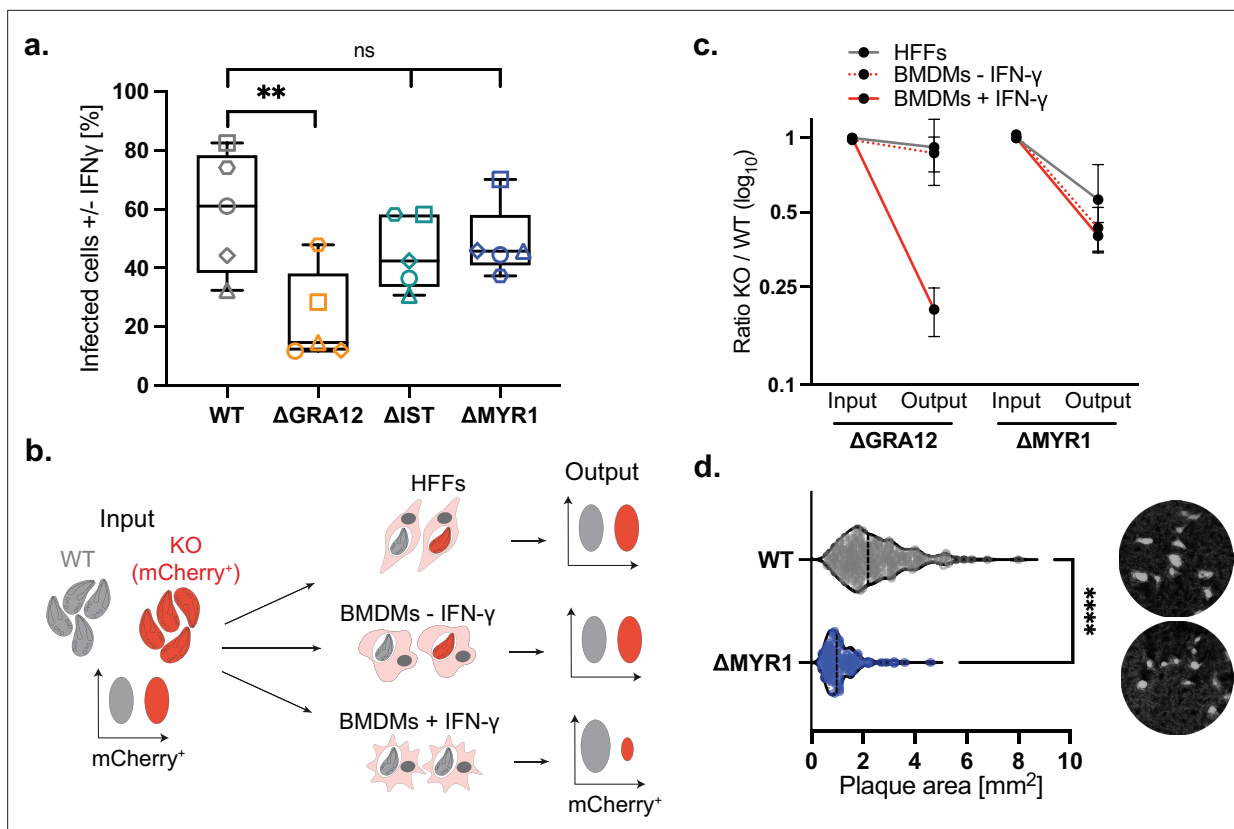 a.
ns
**
Infected cells +/- IFNγ [%]
100
80
60
40
20
0
WT
ΔGRA12
ΔIST
ΔMYR1
b.
Input
WT
KO
(mCherry⁺)
mCherry⁺
HFFs
BMDMs - IFN-γ
BMDMs + IFN-γ
Output
mCherry⁺
c.
HFFs
BMDMs - IFN-γ
BMDMs + IFN-γ
Ratio KO / WT (log₁₀)
1
0.5
0.25
0.1
Input
Output
Input
Output
ΔGRA12
ΔMYR1
d.
WT
ΔMYR1
****
0
2
4
6
8
10
Plaque area [mm²]